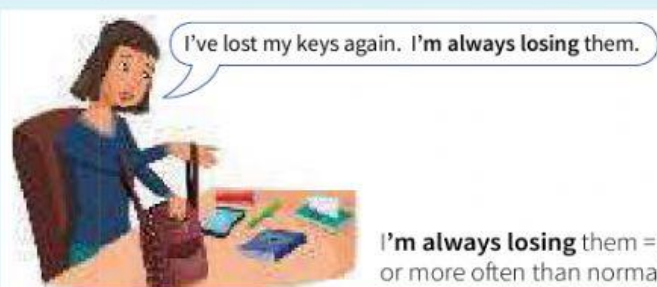 I've lost my keys again. I'm always losing them.
I'm always losing them =
or more often than norma